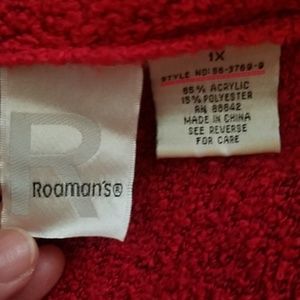 R
Roaman's®
1X
STYLE NO: 56-3769-9
85% ACRYLIC
15% POLYESTER
RN 88842
MADE IN CHINA
SEE REVERSE
FOR CARE